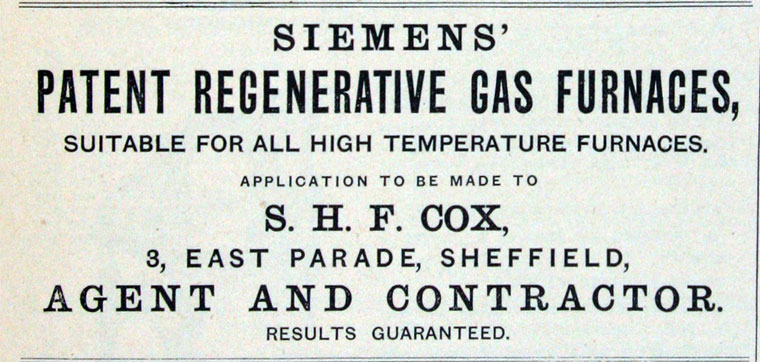 SIEMENS'
PATENT REGENERATIVE GAS FURNACES,
SUITABLE FOR ALL HIGH TEMPERATURE FURNACES.
APPLICATION TO BE MADE TO
S. H. F. COX,
3, EAST PARADE, SHEFFIELD,
AGENT AND CONTRACTOR.
RESULTS GUARANTEED.